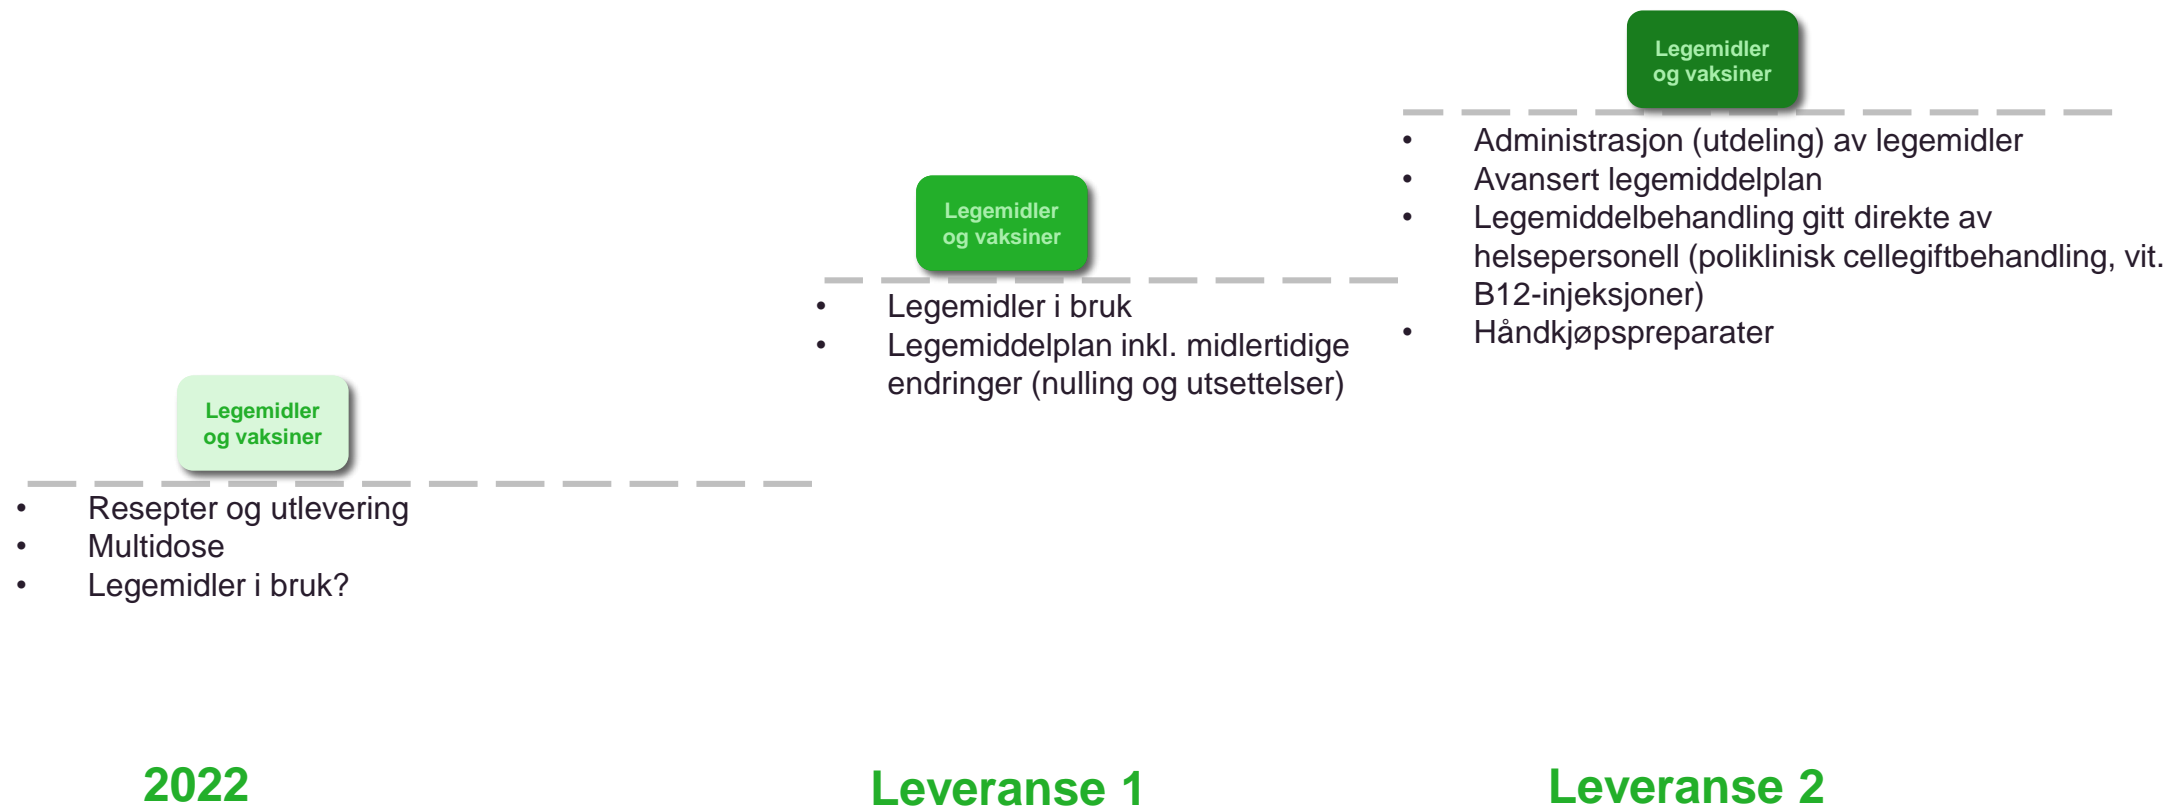 Legemidler
og vaksiner
• Resepter og utlevering
• Multidose
• Legemidler i bruk?
2022
Legemidler
og vaksiner
• Legemidler i bruk
• Legemiddelplan inkl. midlertidige
endringer (nulling og utsettelser)
Leveranse 1
Legemidler
og vaksiner
• Administrasjon (utdeling) av legemidler
• Avansert legemiddelplan
• Legemiddelbehandling gitt direkte av
helsepersonell (poliklinisk cellegiftbehandling, vit.
B12-injeksjoner)
• Håndkjøpspreparater
Leveranse 2